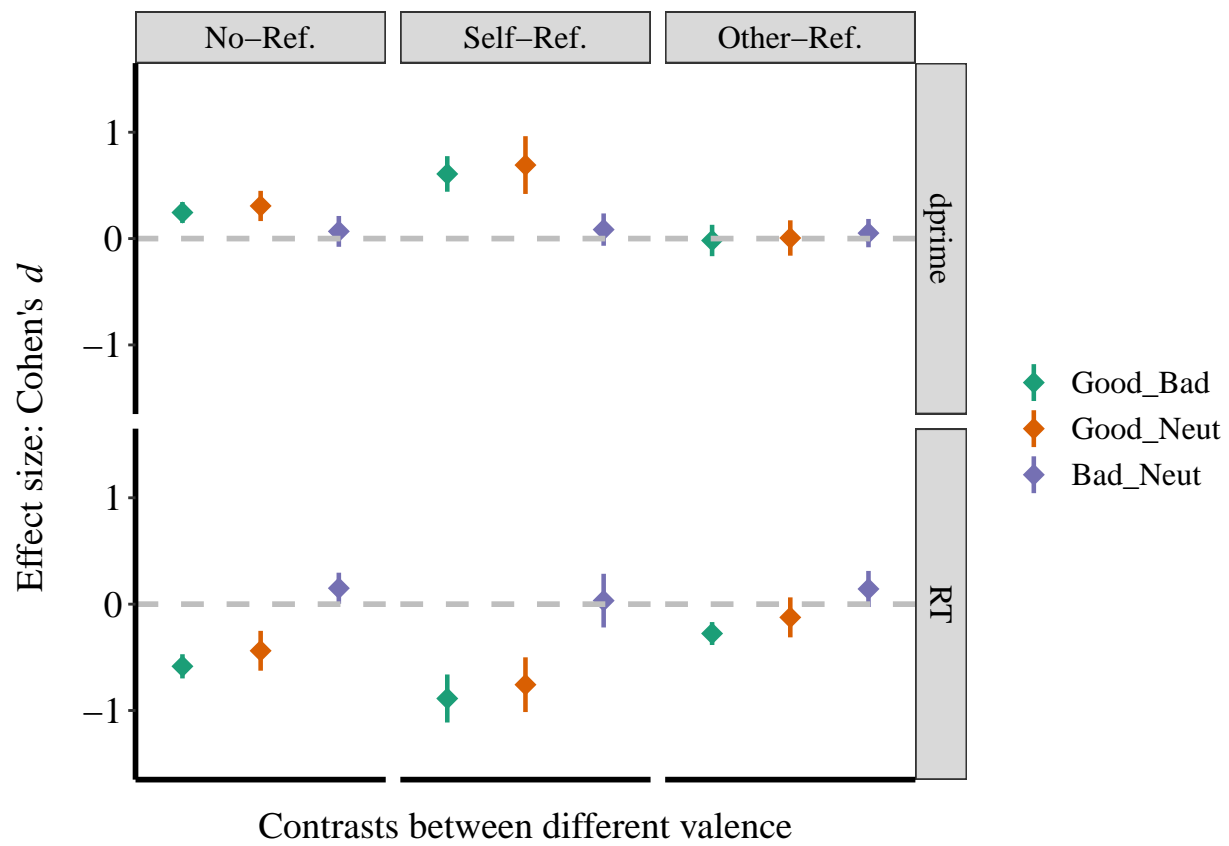 No−Ref.
Self−Ref.
Other−Ref.
Effect size: Cohen's d
1
0
−1
dprime
1
0
−1
RT
Good_Bad
Good_Neut
Bad_Neut
Contrasts between different valence